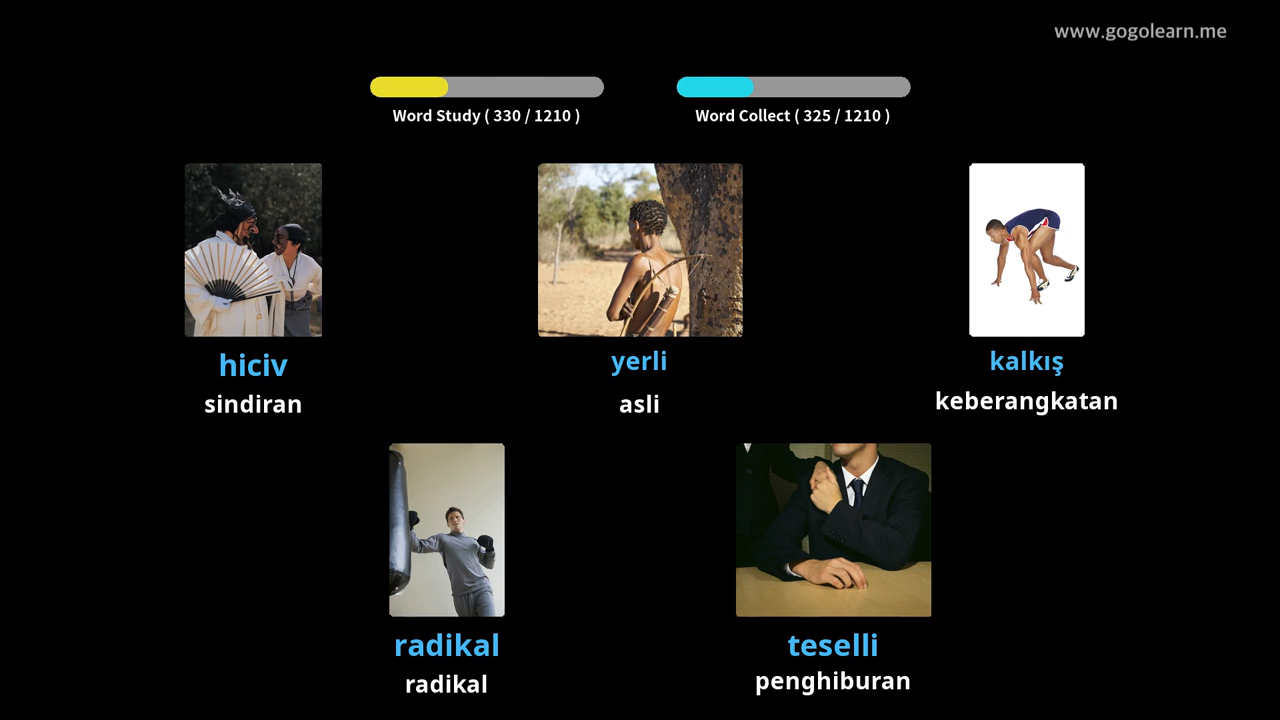 www.gogolearn.me
Word Study ( 330 / 1210 )
Word Collect ( 325 / 1210 )
hiciv
sindiran
yerli
asli
kalkış
keberangkatan
radikal
radikal
teselli
penghiburan